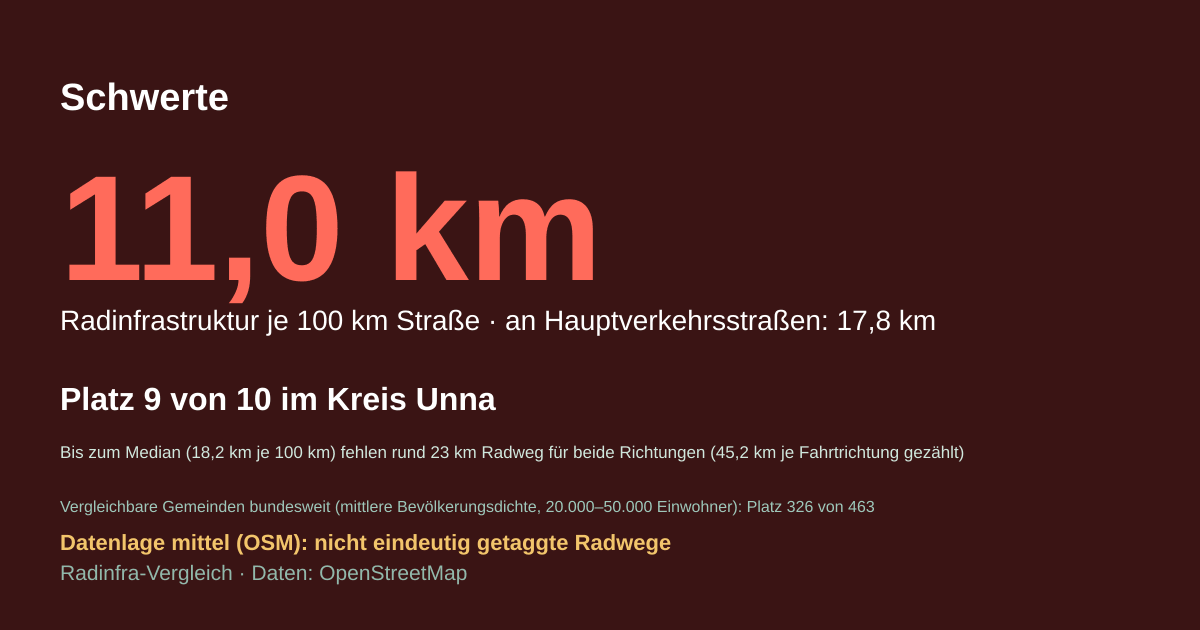 Schwerte
11,0 km
Radinfrastruktur je 100 km Straße · an Hauptverkehrsstraßen: 17,8 km
Platz 9 von 10 im Kreis Unna
Bis zum Median (18,2 km je 100 km) fehlen rund 23 km Radweg für beide Richtungen (45,2 km je Fahrtrichtung gezählt)
Vergleichbare Gemeinden bundesweit (mittlere Bevölkerungsdichte, 20.000–50.000 Einwohner): Platz 326 von 463
Datenlage mittel (OSM): nicht eindeutig getaggte Radwege
Radinfra-Vergleich · Daten: OpenStreetMap